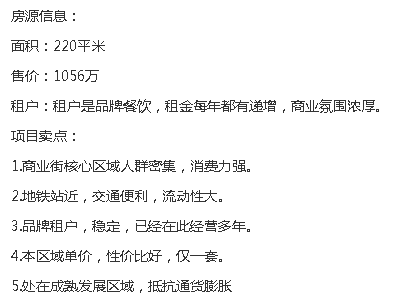 房源信息：
面积：220平米
售价：1056万
租户：租户是品牌餐饮，租金每年都有递增，商业氛围浓厚。
项目卖点：
1.商业街核心区域人群密集，消费力强。
2.地铁站近，交通便利，流动性大。
3.品牌租户，稳定，已经在此经营多年。
4.本区域单价，性价比好，仅一套。
5.处在成熟发展区域，抵抗通货膨胀